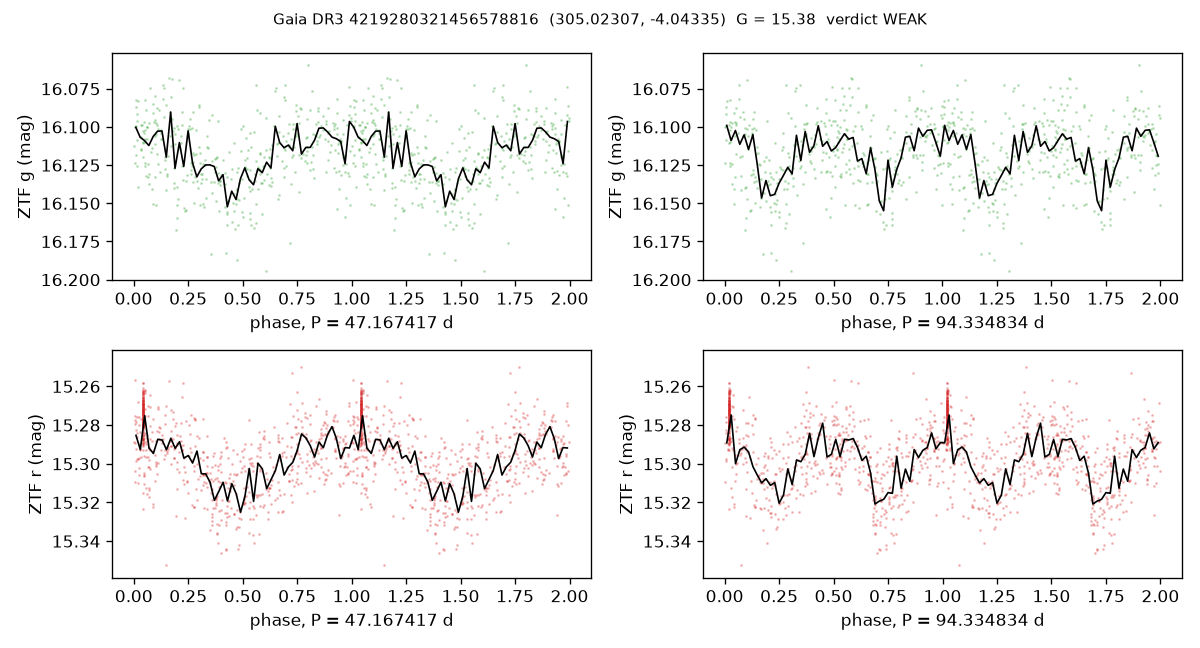 Gaia DR3 4219280321456578816  (305.02307, -4.04335)  G = 15.38  verdict WEAK
ZTF g (mag)
16.075
16.100
16.125
16.150
16.175
16.200
0.00 0.25 0.50 0.75 1.00 1.25 1.50 1.75 2.00
phase, P = 47.167417 d
ZTF g (mag)
16.075
16.100
16.125
16.150
16.175
16.200
0.00 0.25 0.50 0.75 1.00 1.25 1.50 1.75 2.00
phase, P = 94.334834 d
ZTF r (mag)
15.26
15.28
15.30
15.32
15.34
0.00 0.25 0.50 0.75 1.00 1.25 1.50 1.75 2.00
phase, P = 47.167417 d
ZTF r (mag)
15.26
15.28
15.30
15.32
15.34
0.00 0.25 0.50 0.75 1.00 1.25 1.50 1.75 2.00
phase, P = 94.334834 d